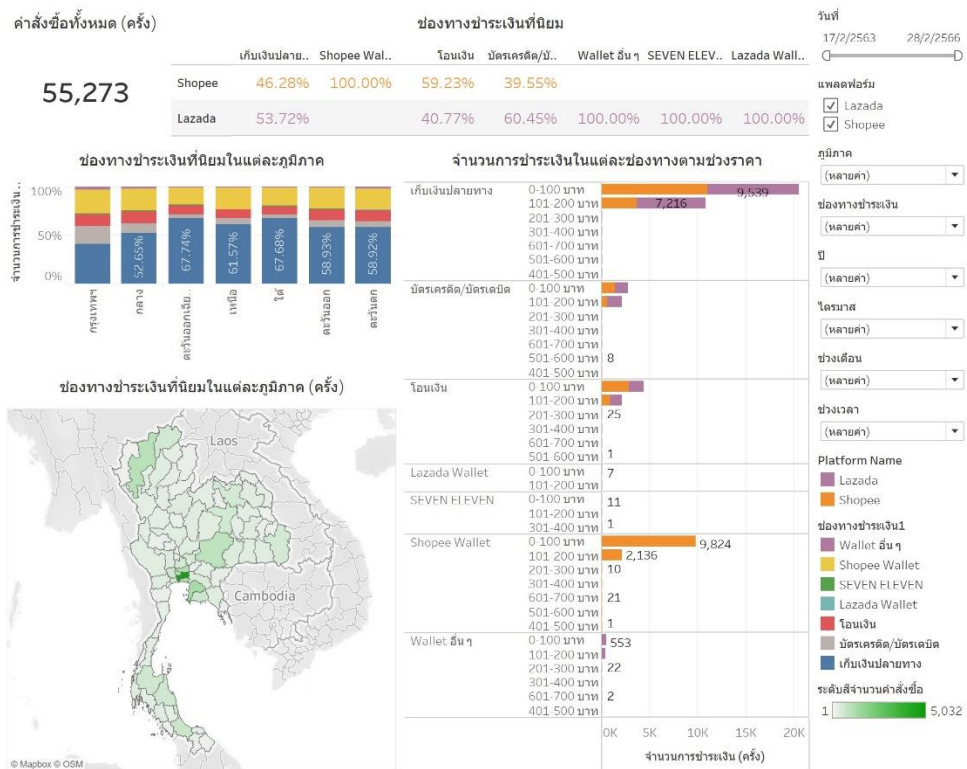 คำสั่งซื้อทั้งหมด (ครั้ง)
55,273
ช่องทางชำระเงินที่นิยม
เก็บเงินปลาย.. Shopee Wal.. โอนเงิน บัตรเครดิต/บั.. Wallet อื่น ๆ SEVEN ELEV.. Lazada Wall..
Shopee 46.28% 100.00% 59.23% 39.55%
Lazada 53.72% 40.77% 60.45% 100.00% 100.00% 100.00%
ช่องทางชำระเงินที่นิยมในแต่ละภูมิภาค
จำนวนการชำระเงิน ..
100%
50%
0%
52.65%
67.74%
61.57%
67.68%
58.93%
58.92%
กรุงเทพฯ
กลาง
ตะวันออกเฉีย..
เหนือ
ใต้
ตะวันออก
ตะวันตก
ช่องทางชำระเงินที่นิยมในแต่ละภูมิภาค (ครั้ง)
Laos
Cambodia
© Mapbox © OSM
จำนวนการชำระเงินในแต่ละช่องทางตามช่วงราคา
เก็บเงินปลายทาง 0-100 บาท 9,539
101-200 บาท 7,216
201-300 บาท
301-400 บาท
601-700 บาท
501-600 บาท
401-500 บาท
บัตรเครดิต/บัตรเดบิต 0-100 บาท
101-200 บาท
201-300 บาท
301-400 บาท
601-700 บาท
501-600 บาท 8
401-500 บาท
โอนเงิน 0-100 บาท
101-200 บาท
201-300 บาท 25
301-400 บาท
601-700 บาท
501-600 บาท 1
Lazada Wallet 0-100 บาท 7
101-200 บาท
SEVEN ELEVEN 0-100 บาท 11
101-200 บาท
301-400 บาท 1
Shopee Wallet 0-100 บาท 9,824
101-200 บาท 2,136
201-300 บาท 10
301-400 บาท
601-700 บาท 21
501-600 บาท
401-500 บาท 1
Wallet อื่น ๆ 0-100 บาท 553
101-200 บาท
201-300 บาท 22
301-400 บาท
601-700 บาท 2
401-500 บาท
0K 5K 10K 15K 20K
จำนวนการชำระเงิน (ครั้ง)
วันที่
17/2/2563 28/2/2566
แพลตฟอร์ม
Lazada
Shopee
ภูมิภาค
(หลายค่า)
ช่องทางชำระเงิน
(หลายค่า)
ปี
(หลายค่า)
ไตรมาส
(หลายค่า)
ช่วงเดือน
(หลายค่า)
ช่วงเวลา
(หลายค่า)
Platform Name
Lazada
Shopee
ช่องทางชำระเงิน1
Wallet อื่น ๆ
Shopee Wallet
SEVEN ELEVEN
Lazada Wallet
โอนเงิน
บัตรเครดิต/บัตรเดบิต
เก็บเงินปลายทาง
ระดับสีจำนวนคำสั่งซื้อ
1 5,032